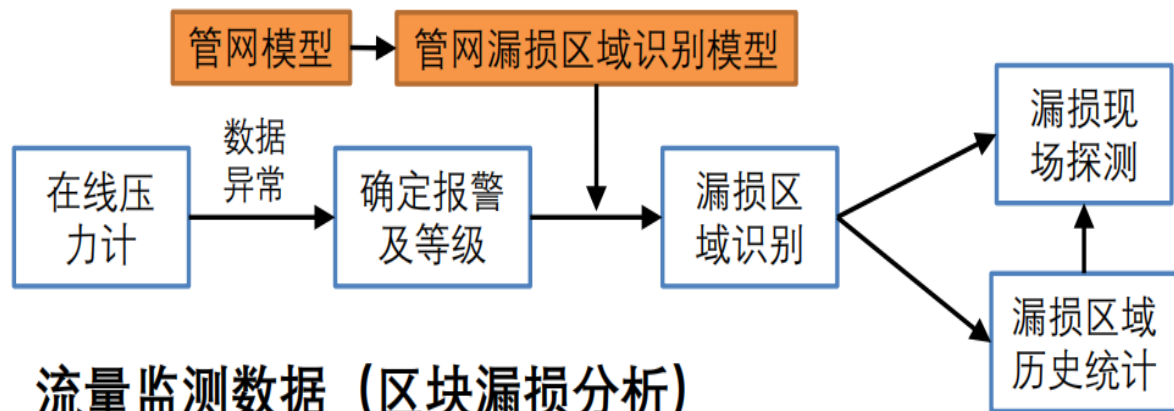 管网模型
管网漏损区域识别模型
数据
异常
在线压
力计
确定报警
及等级
漏损区
域识别
漏损现
场探测
漏损区域
历史统计
流量监测数据（区块漏损分析）